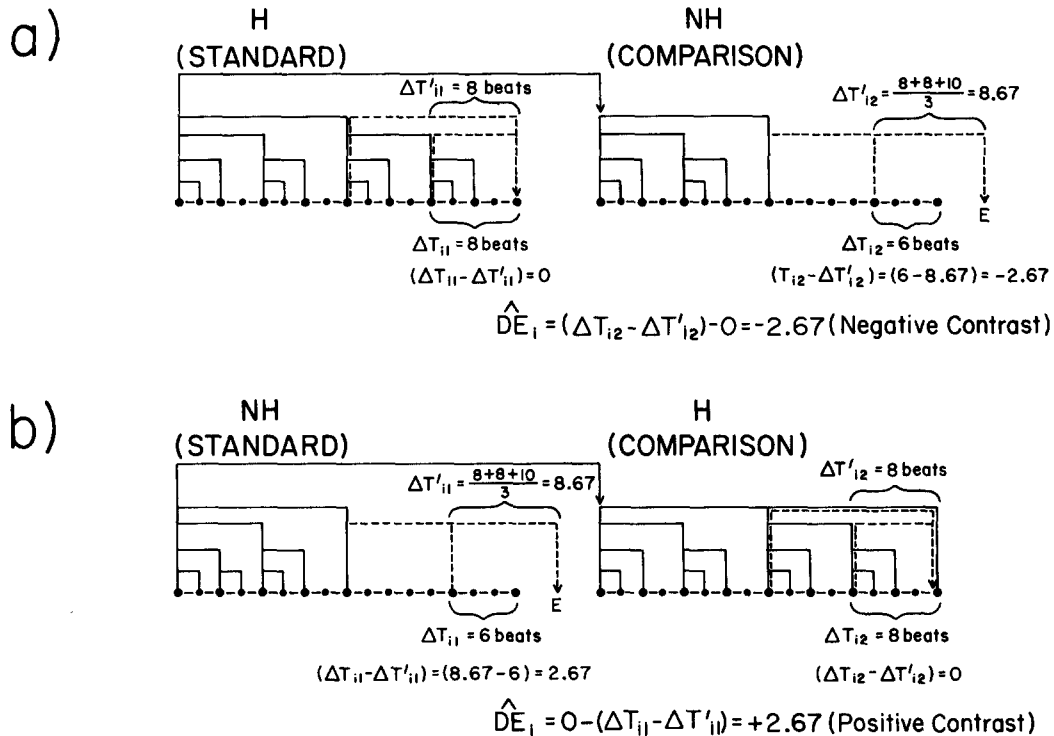 a)
H
(STANDARD)
NH
(COMPARISON)
ΔT'i1 = 8 beats
ΔT'i2 = (8+8+10)/3 = 8.67
E
ΔTi1 = 8 beats
ΔTi2 = 6 beats
(ΔTi1 - ΔT'i1) = 0
(Ti2 - ΔT'i2) = (6 - 8.67) = -2.67
D̂Ei = (ΔTi2 - ΔT'i2) - 0 = -2.67 (Negative Contrast)
b)
NH
(STANDARD)
H
(COMPARISON)
ΔT'i1 = (8+8+10)/3 = 8.67
ΔT'i2 = 8 beats
E
ΔTi1 = 6 beats
ΔTi2 = 8 beats
(ΔTi1 - ΔT'i1) = (8.67 - 6) = 2.67
(ΔTi2 - ΔT'i2) = 0
D̂Ei = 0 - (ΔTi1 - ΔT'i1) = +2.67 (Positive Contrast)